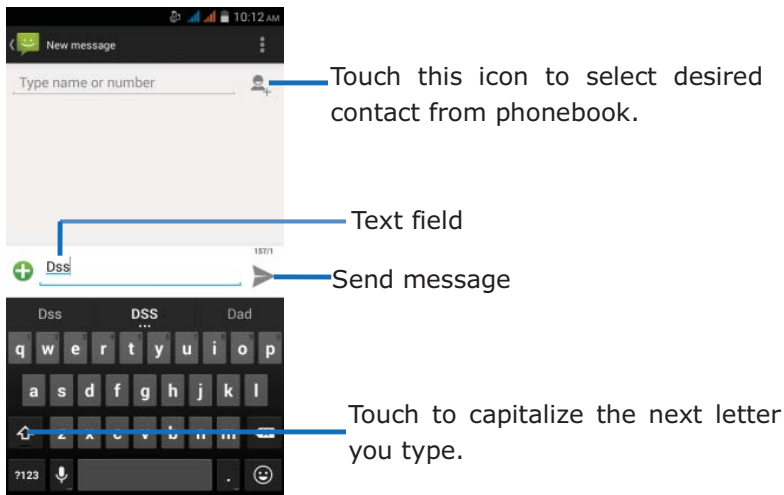 10:12 AM
New message
Type name or number
Touch this icon to select desired
contact from phonebook.
Text field
157/1
Dss
Send message
Dss DSS Dad
q w e r t y u i o p
a s d f g h j k l
z x c v b n m
Touch to capitalize the next letter
you type.
?123 .